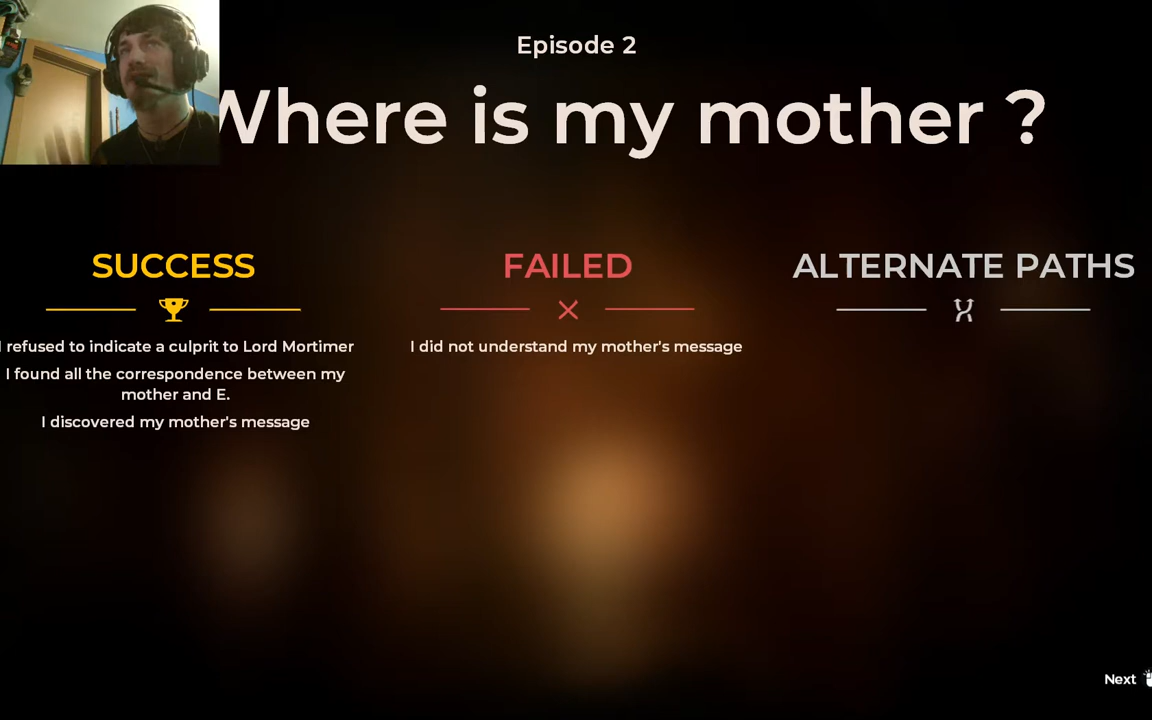 Episode 2
Where is my mother ?
SUCCESS
I refused to indicate a culprit to Lord Mortimer
I found all the correspondence between my
mother and E.
I discovered my mother's message
FAILED
I did not understand my mother's message
ALTERNATE PATHS
Next